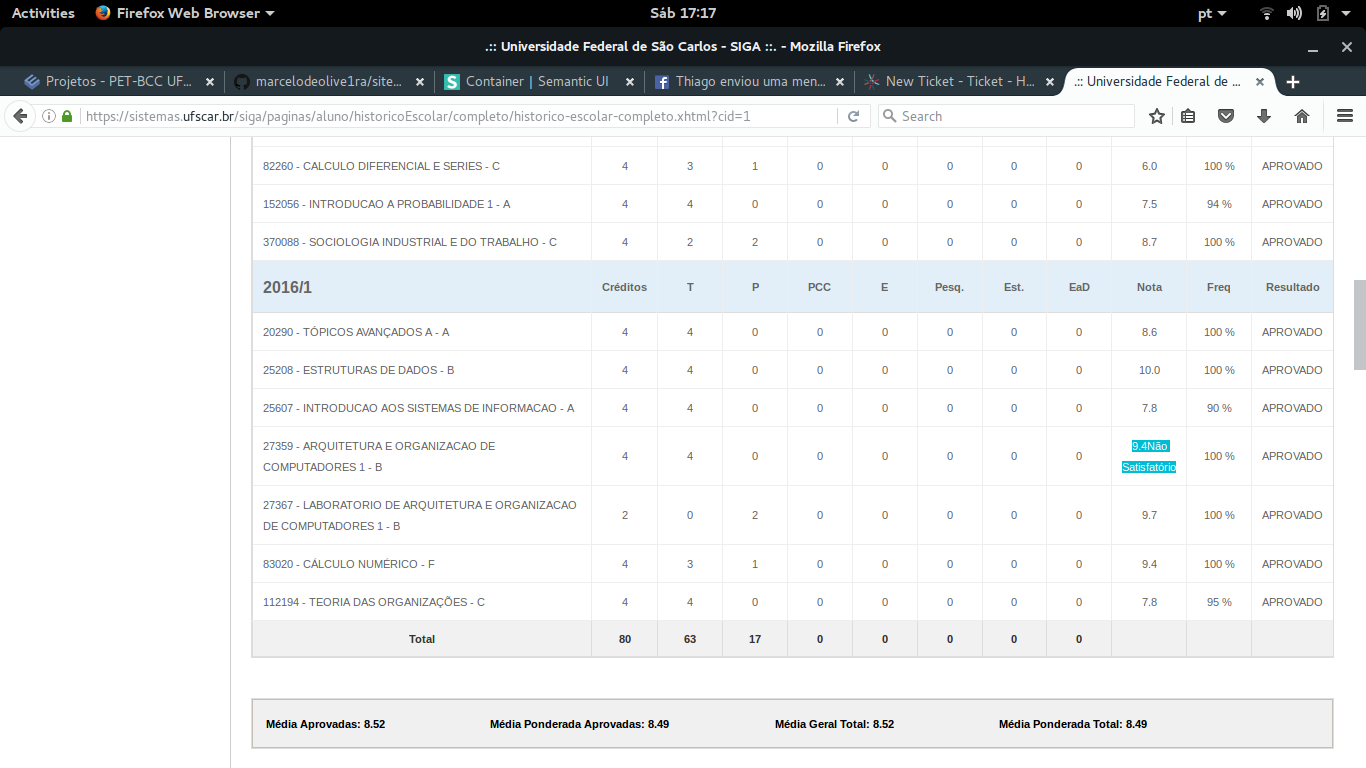 Activities Firefox Web Browser Sáb 17:17 pt
.:: Universidade Federal de São Carlos - SIGA ::. - Mozilla Firefox
Projetos - PET-BCC UF... marcelodeolive1ra/site... Container | Semantic UI Thiago enviou uma men... New Ticket - Ticket - H... .:: Universidade Federal de ...
https://sistemas.ufscar.br/siga/paginas/aluno/historicoEscolar/completo/historico-escolar-completo.xhtml?cid=1 Search
82260 - CALCULO DIFERENCIAL E SERIES - C 4 3 1 0 0 0 0 0 6.0 100 % APROVADO
152056 - INTRODUCAO A PROBABILIDADE 1 - A 4 4 0 0 0 0 0 0 7.5 94 % APROVADO
370088 - SOCIOLOGIA INDUSTRIAL E DO TRABALHO - C 4 2 2 0 0 0 0 0 8.7 100 % APROVADO
2016/1 Créditos T P PCC E Pesq. Est. EaD Nota Freq Resultado
20290 - TÓPICOS AVANÇADOS A - A 4 4 0 0 0 0 0 0 8.6 100 % APROVADO
25208 - ESTRUTURAS DE DADOS - B 4 4 0 0 0 0 0 0 10.0 100 % APROVADO
25607 - INTRODUCAO AOS SISTEMAS DE INFORMACAO - A 4 4 0 0 0 0 0 0 7.8 90 % APROVADO
27359 - ARQUITETURA E ORGANIZACAO DE
COMPUTADORES 1 - B 4 4 0 0 0 0 0 0 9.4Não
Satisfatório 100 % APROVADO
27367 - LABORATORIO DE ARQUITETURA E ORGANIZACAO
DE COMPUTADORES 1 - B 2 0 2 0 0 0 0 0 9.7 100 % APROVADO
83020 - CÁLCULO NUMÉRICO - F 4 3 1 0 0 0 0 0 9.4 100 % APROVADO
112194 - TEORIA DAS ORGANIZAÇÕES - C 4 4 0 0 0 0 0 0 7.8 95 % APROVADO
Total 80 63 17 0 0 0 0 0
Média Aprovadas: 8.52 Média Ponderada Aprovadas: 8.49 Média Geral Total: 8.52 Média Ponderada Total: 8.49